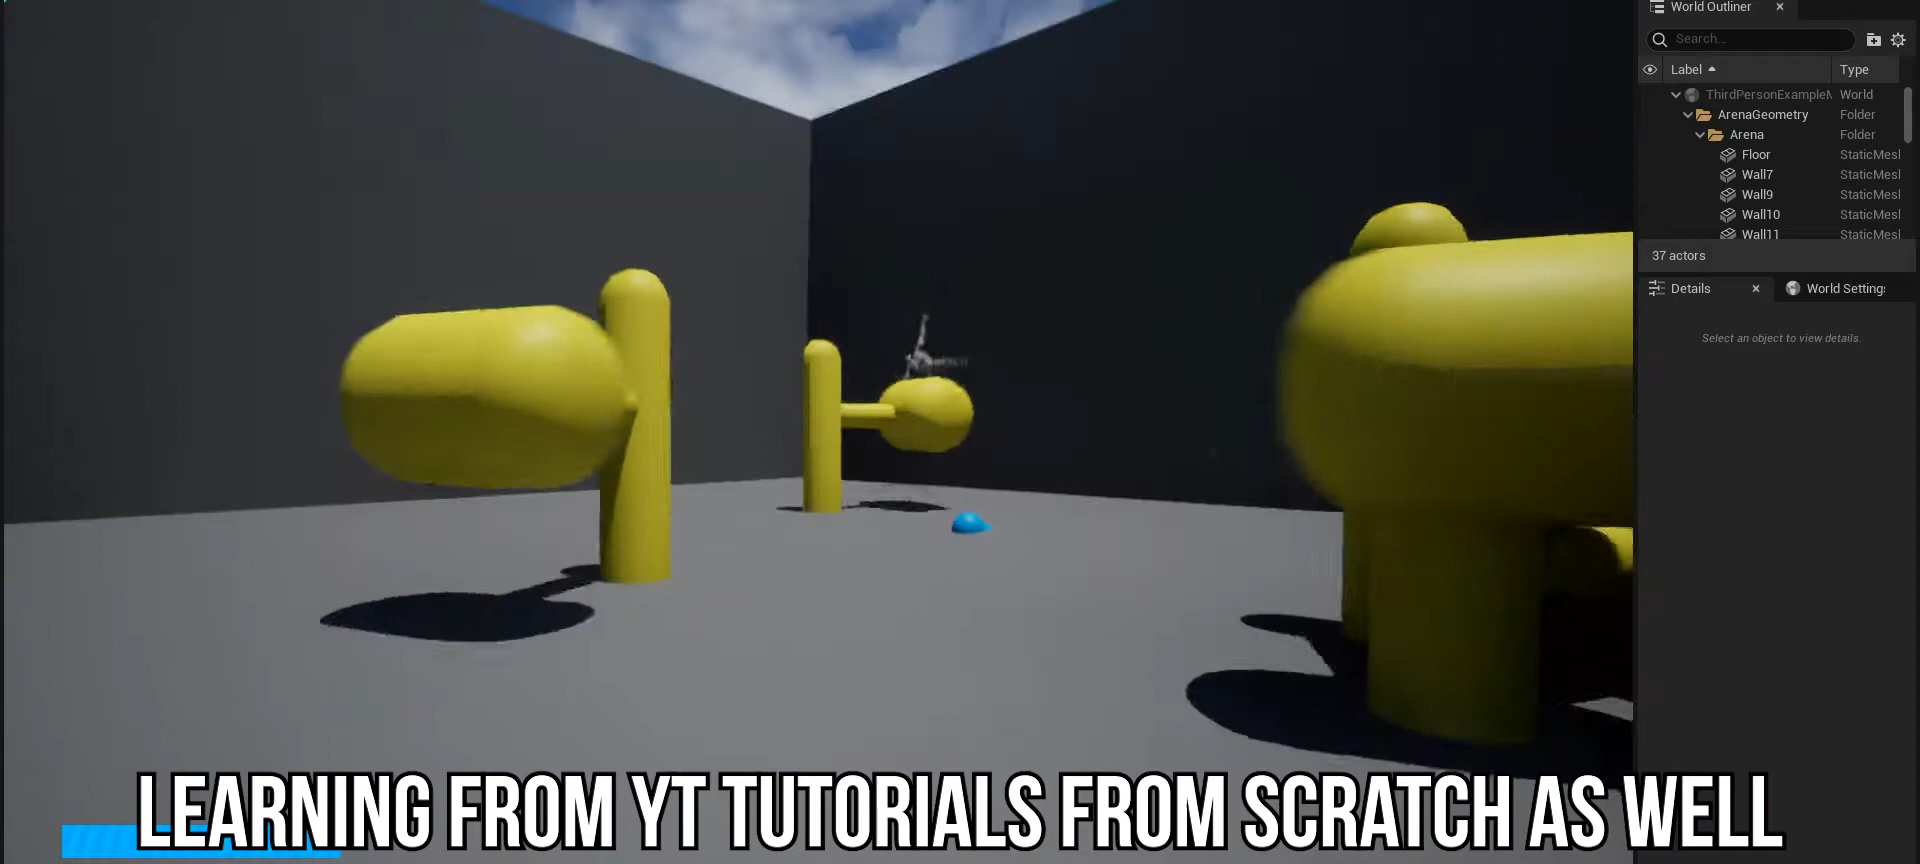 World Outliner
Search...
Label Type
ThirdPersonExampleM World
ArenaGeometry Folder
Arena Folder
Floor StaticMesl
Wall7 StaticMesl
Wall9 StaticMesl
Wall10 StaticMesl
Wall11 StaticMesl
37 actors
Details World Settings
Select an object to view details.
LEARNING FROM YT TUTORIALS FROM SCRATCH AS WELL